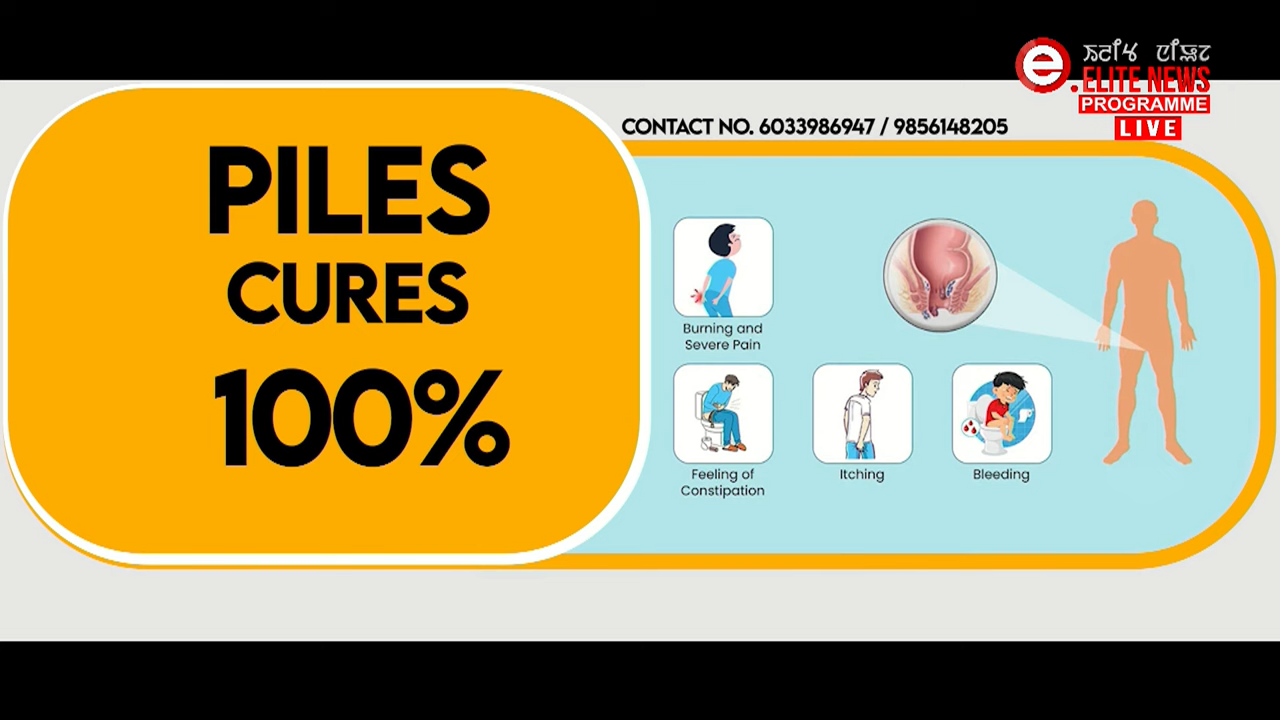 PILES
CURES
100%
CONTACT NO. 6033986947 / 9856148205
e.
ELITE NEWS
PROGRAMME
LIVE
Burning and
Severe Pain
Feeling of
Constipation
Itching
Bleeding